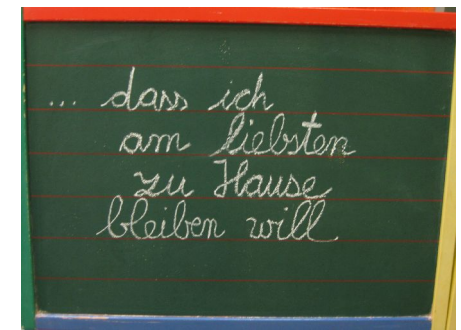 ... dass ich
am liebsten
zu Hause
bleiben will